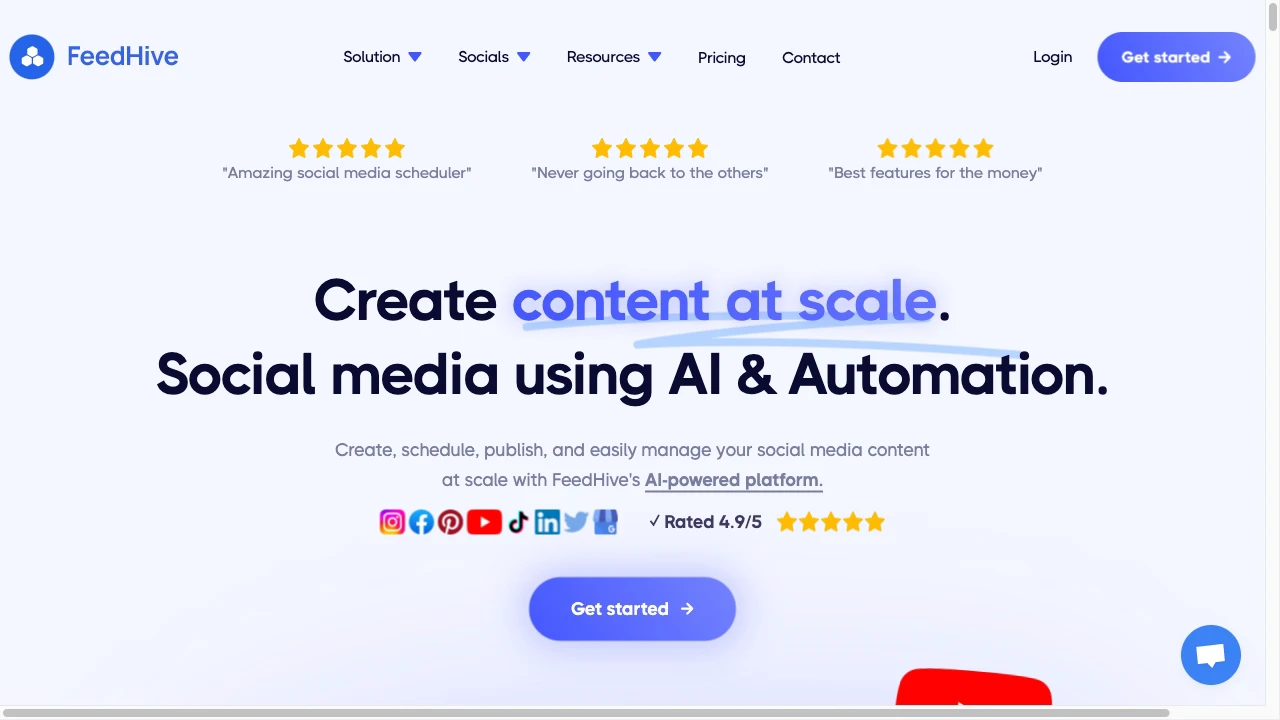 FeedHive
Solution
Socials
Resources
Pricing
Contact
Login
Get started
"Amazing social media scheduler"
"Never going back to the others"
"Best features for the money"
Create content at scale.
Social media using AI & Automation.
Create, schedule, publish, and easily manage your social media content
at scale with FeedHive's AI-powered platform.
✓ Rated 4.9/5
Get started